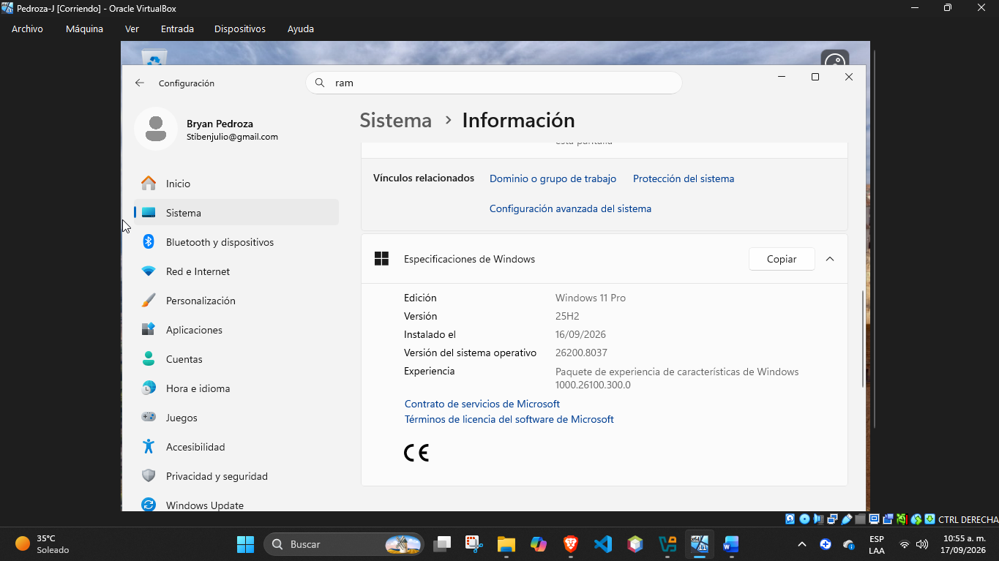 Pedroza-J [Corriendo] - Oracle VirtualBox
Archivo Máquina Ver Entrada Dispositivos Ayuda
Configuración
ram
Bryan Pedroza
Stibenjulio@gmail.com
Inicio
Sistema
Bluetooth y dispositivos
Red e Internet
Personalización
Aplicaciones
Cuentas
Hora e idioma
Juegos
Accesibilidad
Privacidad y seguridad
Windows Update
Sistema > Información
esta pantalla
Vínculos relacionados Dominio o grupo de trabajo Protección del sistema
Configuración avanzada del sistema
Especificaciones de Windows Copiar
Edición Windows 11 Pro
Versión 25H2
Instalado el 16/09/2026
Versión del sistema operativo 26200.8037
Experiencia Paquete de experiencia de características de Windows
1000.26100.300.0
Contrato de servicios de Microsoft
Términos de licencia del software de Microsoft
CE
CTRL DERECHA
35°C
Soleado
Buscar
ESP
LAA
10:55 a. m.
17/09/2026